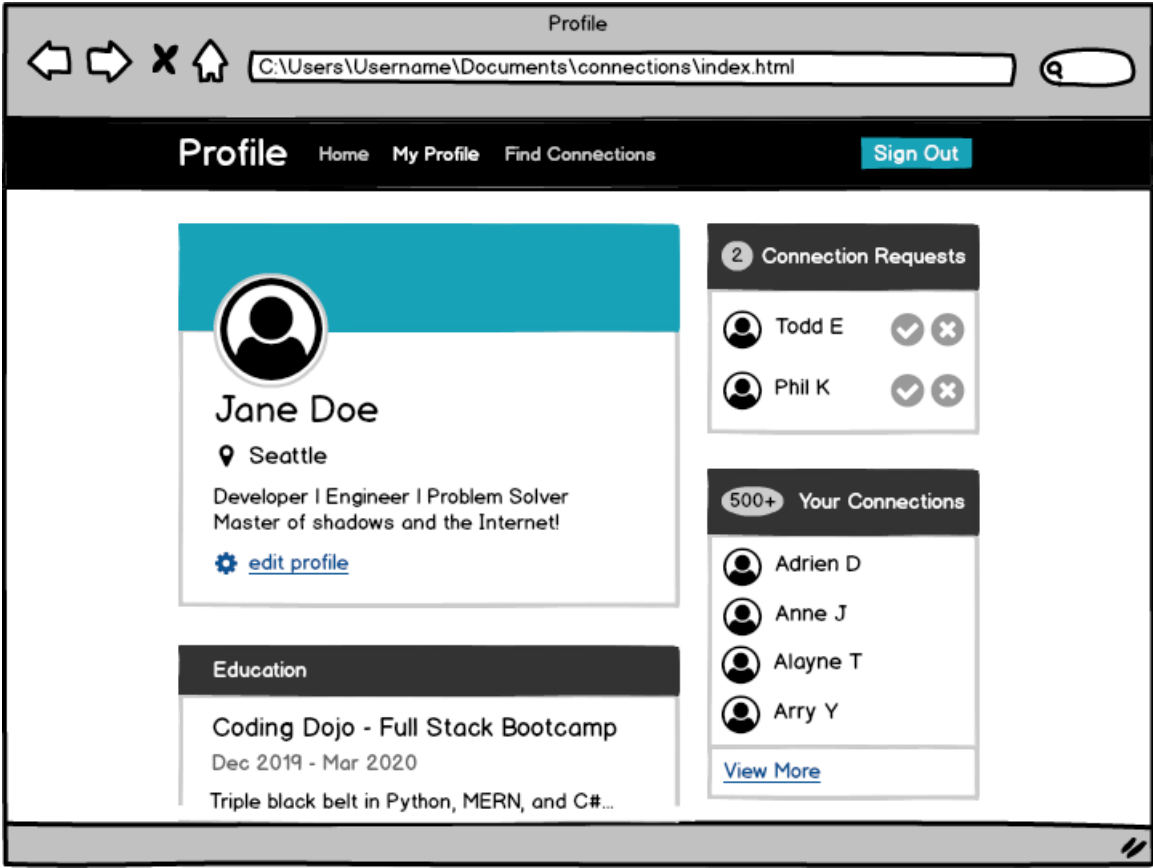 Profile
C:\Users\Username\Documents\connections\index.html
Profile Home My Profile Find Connections Sign Out
Jane Doe
Seattle
Developer | Engineer | Problem Solver
Master of shadows and the Internet!
edit profile
Education
Coding Dojo - Full Stack Bootcamp
Dec 2019 - Mar 2020
Triple black belt in Python, MERN, and C#...
2 Connection Requests
Todd E
Phil K
500+ Your Connections
Adrien D
Anne J
Alayne T
Arry Y
View More